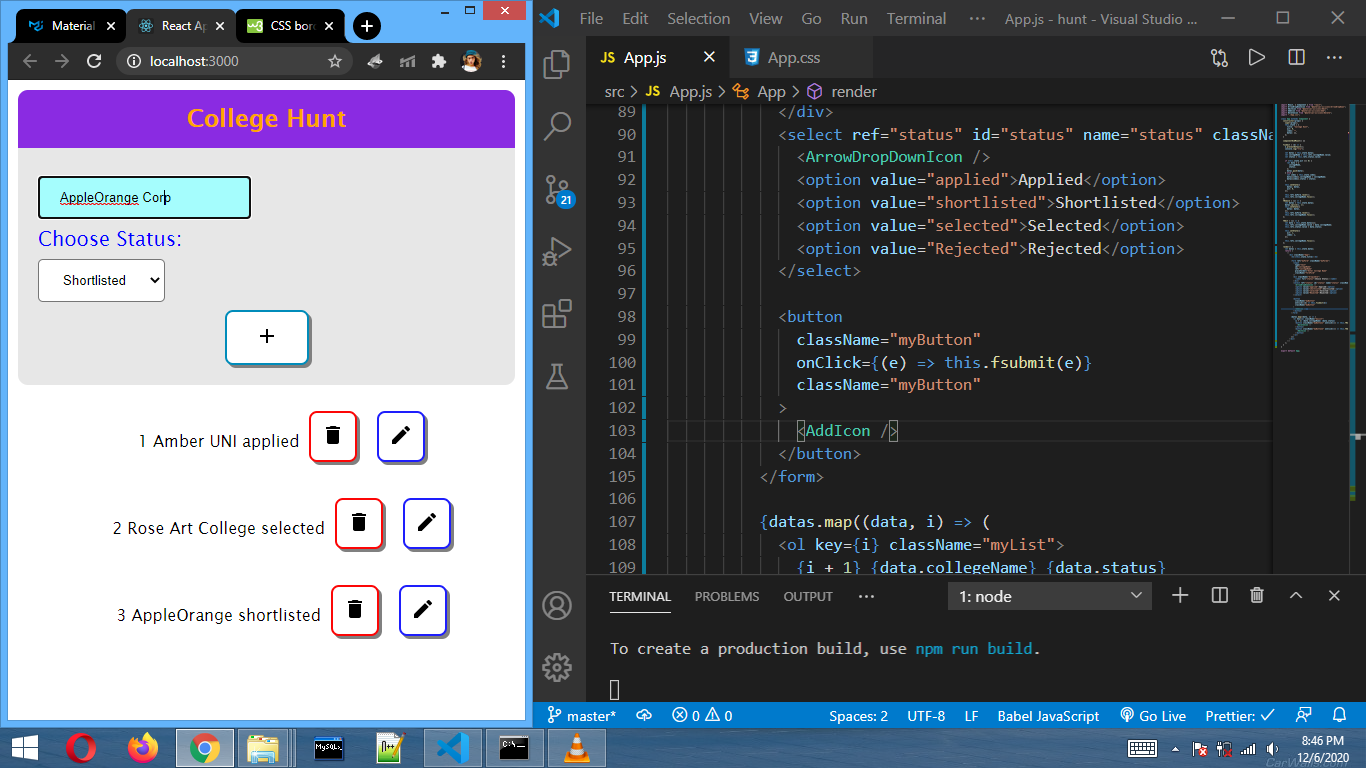 Material
React Ap
CSS bor
localhost:3000
College Hunt
AppleOrange Corp
Choose Status:
Shortlisted
+
1 Amber UNI applied
2 Rose Art College selected
3 AppleOrange shortlisted
File Edit Selection View Go Run Terminal ··· App.js - hunt - Visual Studio ...
JS App.js
App.css
src > JS App.js > App > render
21
89 </div>
90 <select ref="status" id="status" name="status" classNa
91 <ArrowDropDownIcon />
92 <option value="applied">Applied</option>
93 <option value="shortlisted">Shortlisted</option>
94 <option value="selected">Selected</option>
95 <option value="Rejected">Rejected</option>
96 </select>
97
98 <button
99 className="myButton"
100 onClick={(e) => this.fsubmit(e)}
101 className="myButton"
102 >
103 <AddIcon />
104 </button>
105 </form>
106
107 {datas.map((data, i) => (
108 <ol key={i} className="myList">
109 {i + 1} {data.collegeName} {data.status}
TERMINAL PROBLEMS OUTPUT ··· 1: node
To create a production build, use npm run build.
master* 0 0 Spaces: 2 UTF-8 LF Babel JavaScript Go Live Prettier: ✓
MySQL
C:\_
8:46 PM
12/6/2020